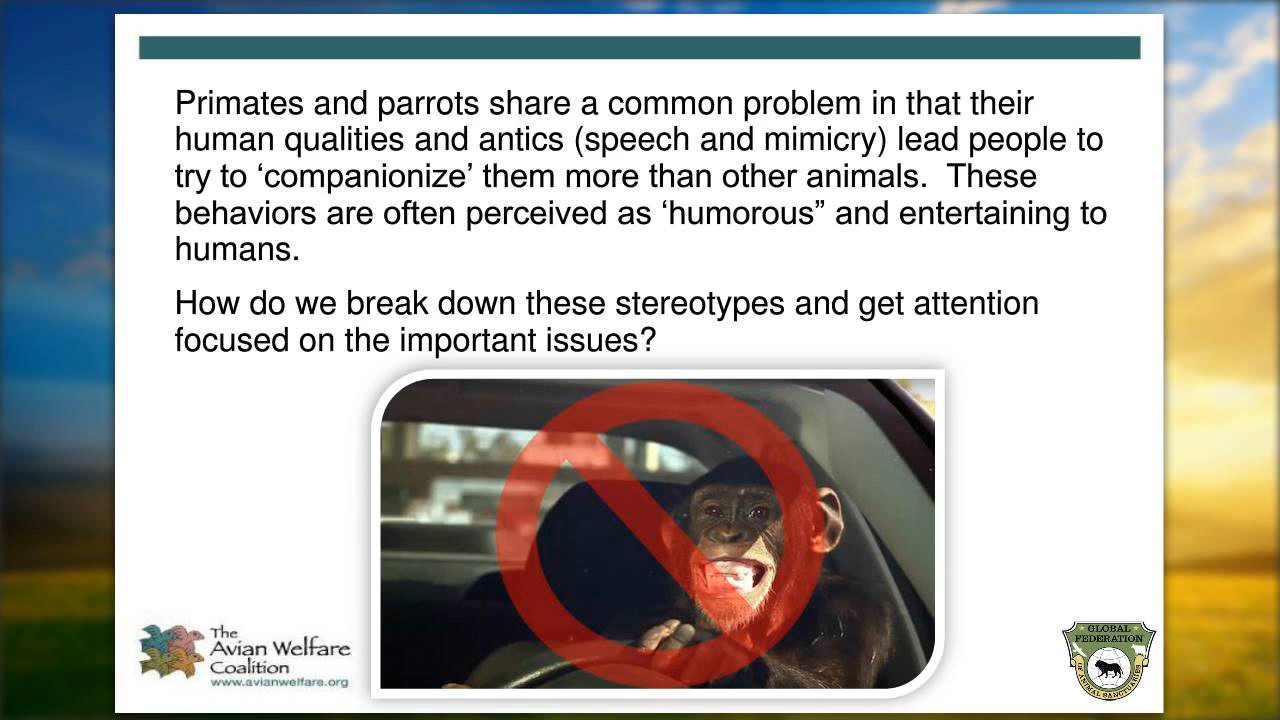 Primates and parrots share a common problem in that their
human qualities and antics (speech and mimicry) lead people to
try to ‘companionize’ them more than other animals.  These
behaviors are often perceived as ‘humorous” and entertaining to
humans.
How do we break down these stereotypes and get attention
focused on the important issues?
The
Avian Welfare
Coalition
www.avianwelfare.org
GLOBAL
FEDERATION
OF ANIMAL SANCTUARIES